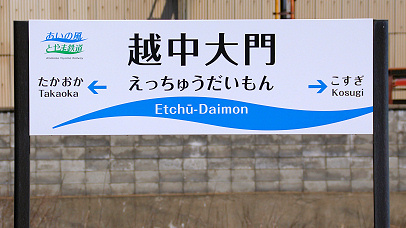 あいの風
とやま鉄道
越中大門
えっちゅうだいもん
たかおか
Takaoka
こすぎ
Kosugi
Etchū-Daimon